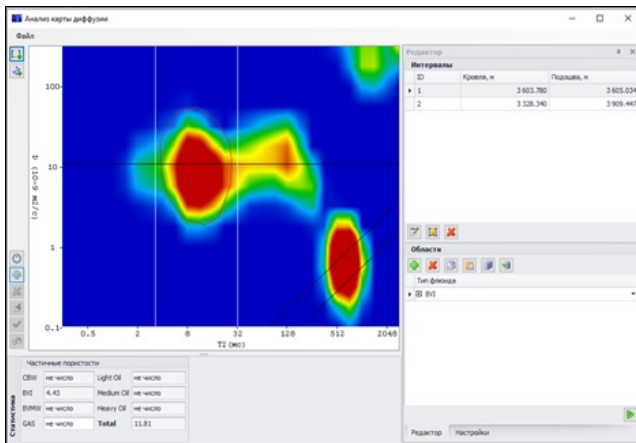 Анализ карты диффузии
Файл
100
10
1
0.1
D (10-9 м2/с)
0.5 2 8 32 128 512 2048
T2 (мс)
Редактор
Интервалы
ID Кровля, м Подошва, м
1 3 603.780 3 605.034
2 3 328.340 3 909.447
Области
Тип флюида
BVI
Статистика
Частичные пористости
CBW не число Light Oil не число
BVI 4.43 Medium Oil не число
BVMW не число Heavy Oil не число
GAS не число Total 11.81
Редактор Настройки